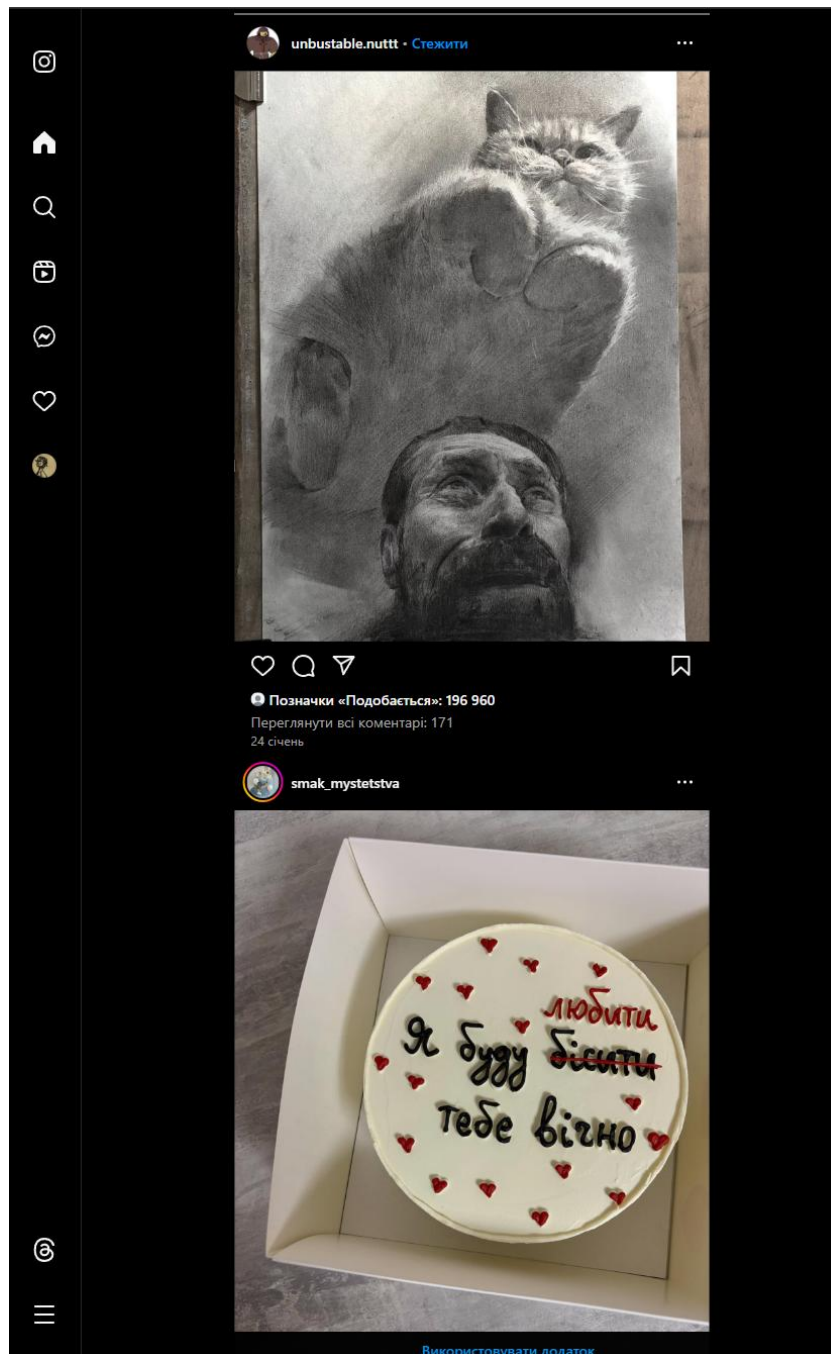 unbustable.nuttt • Стежити
Позначки «Подобається»: 196 960
Переглянути всі коментарі: 171
24 січень
smak_mystetstva
любити
Я буду бісити
тебе вічно
Використовувати додаток